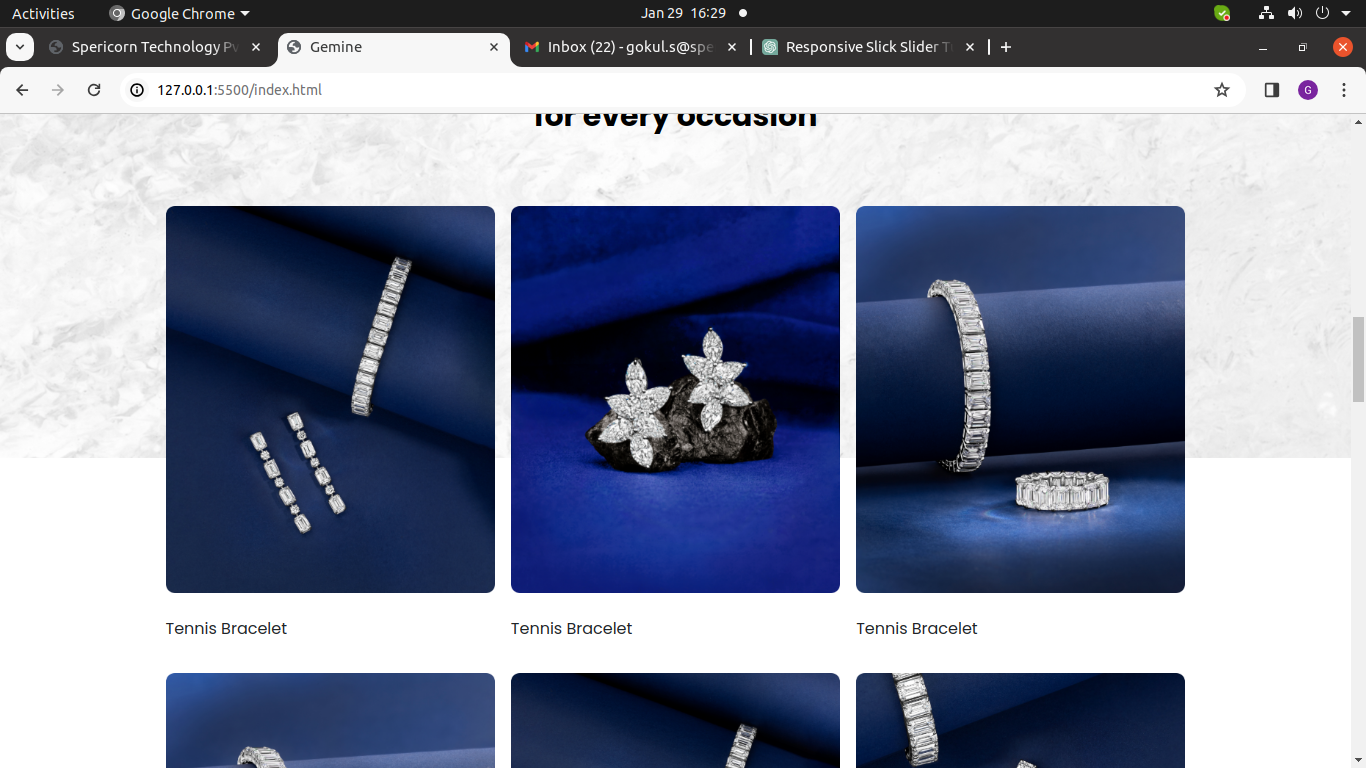 Activities
Google Chrome
Jan 29 16:29
Spericorn Technology Pv
Gemine
Inbox (22) - gokul.s@spe
Responsive Slick Slider T
127.0.0.1:5500/index.html
G
for every occasion
Tennis Bracelet
Tennis Bracelet
Tennis Bracelet